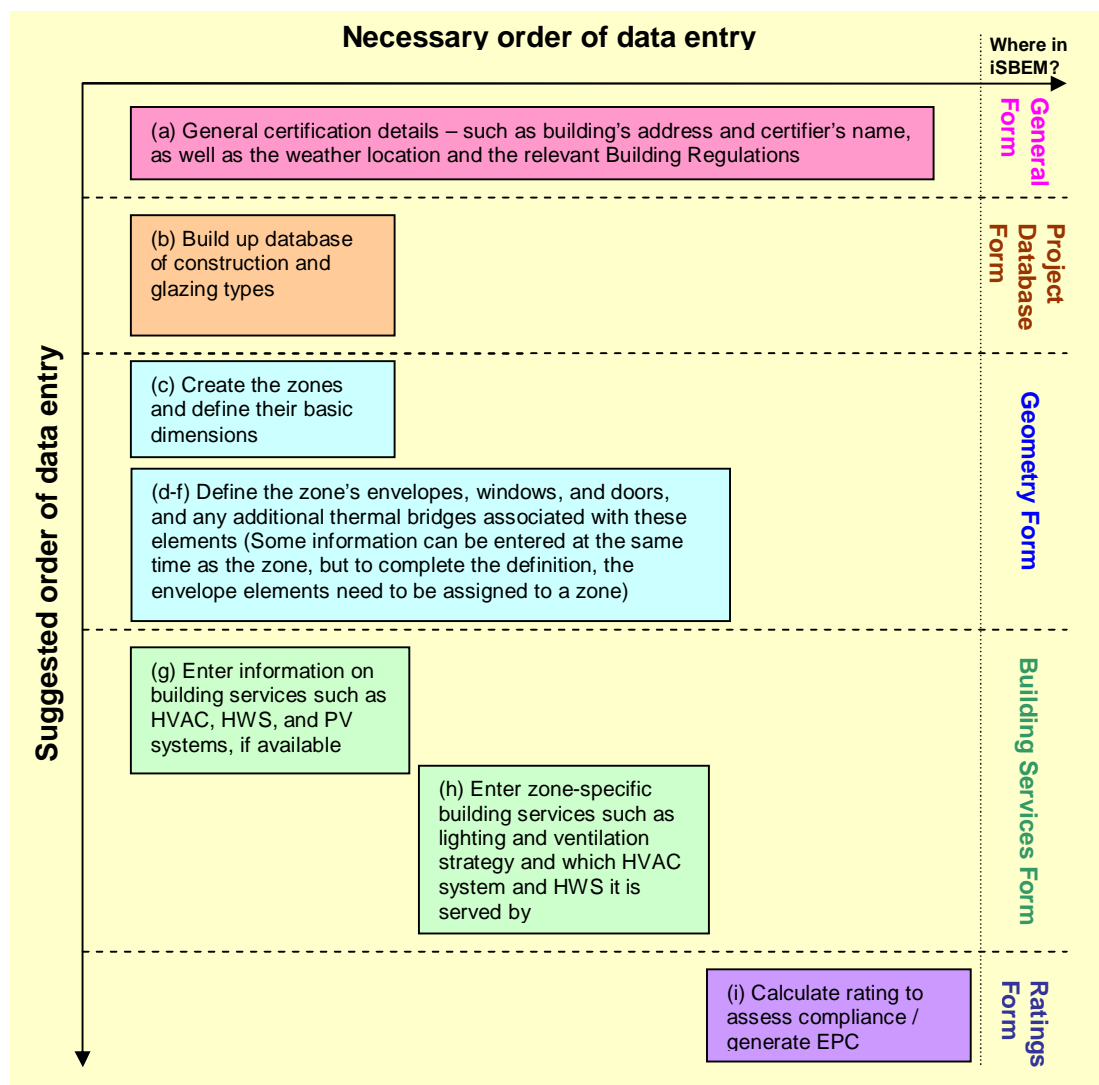 Necessary order of data entry
Where in
iSBEM?
(a) General certification details – such as building's address and certifier's name,
as well as the weather location and the relevant Building Regulations
General
Form
(b) Build up database
of construction and
glazing types
Project
Database
Form
Suggested order of data entry
(c) Create the zones
and define their basic
dimensions
(d-f) Define the zone's envelopes, windows, and doors,
and any additional thermal bridges associated with these
elements (Some information can be entered at the same
time as the zone, but to complete the definition, the
envelope elements need to be assigned to a zone)
Geometry Form
(g) Enter information on
building services such as
HVAC, HWS, and PV
systems, if available
(h) Enter zone-specific
building services such as
lighting and ventilation
strategy and which HVAC
system and HWS it is
served by
Building Services Form
(i) Calculate rating to
assess compliance /
generate EPC
Ratings
Form